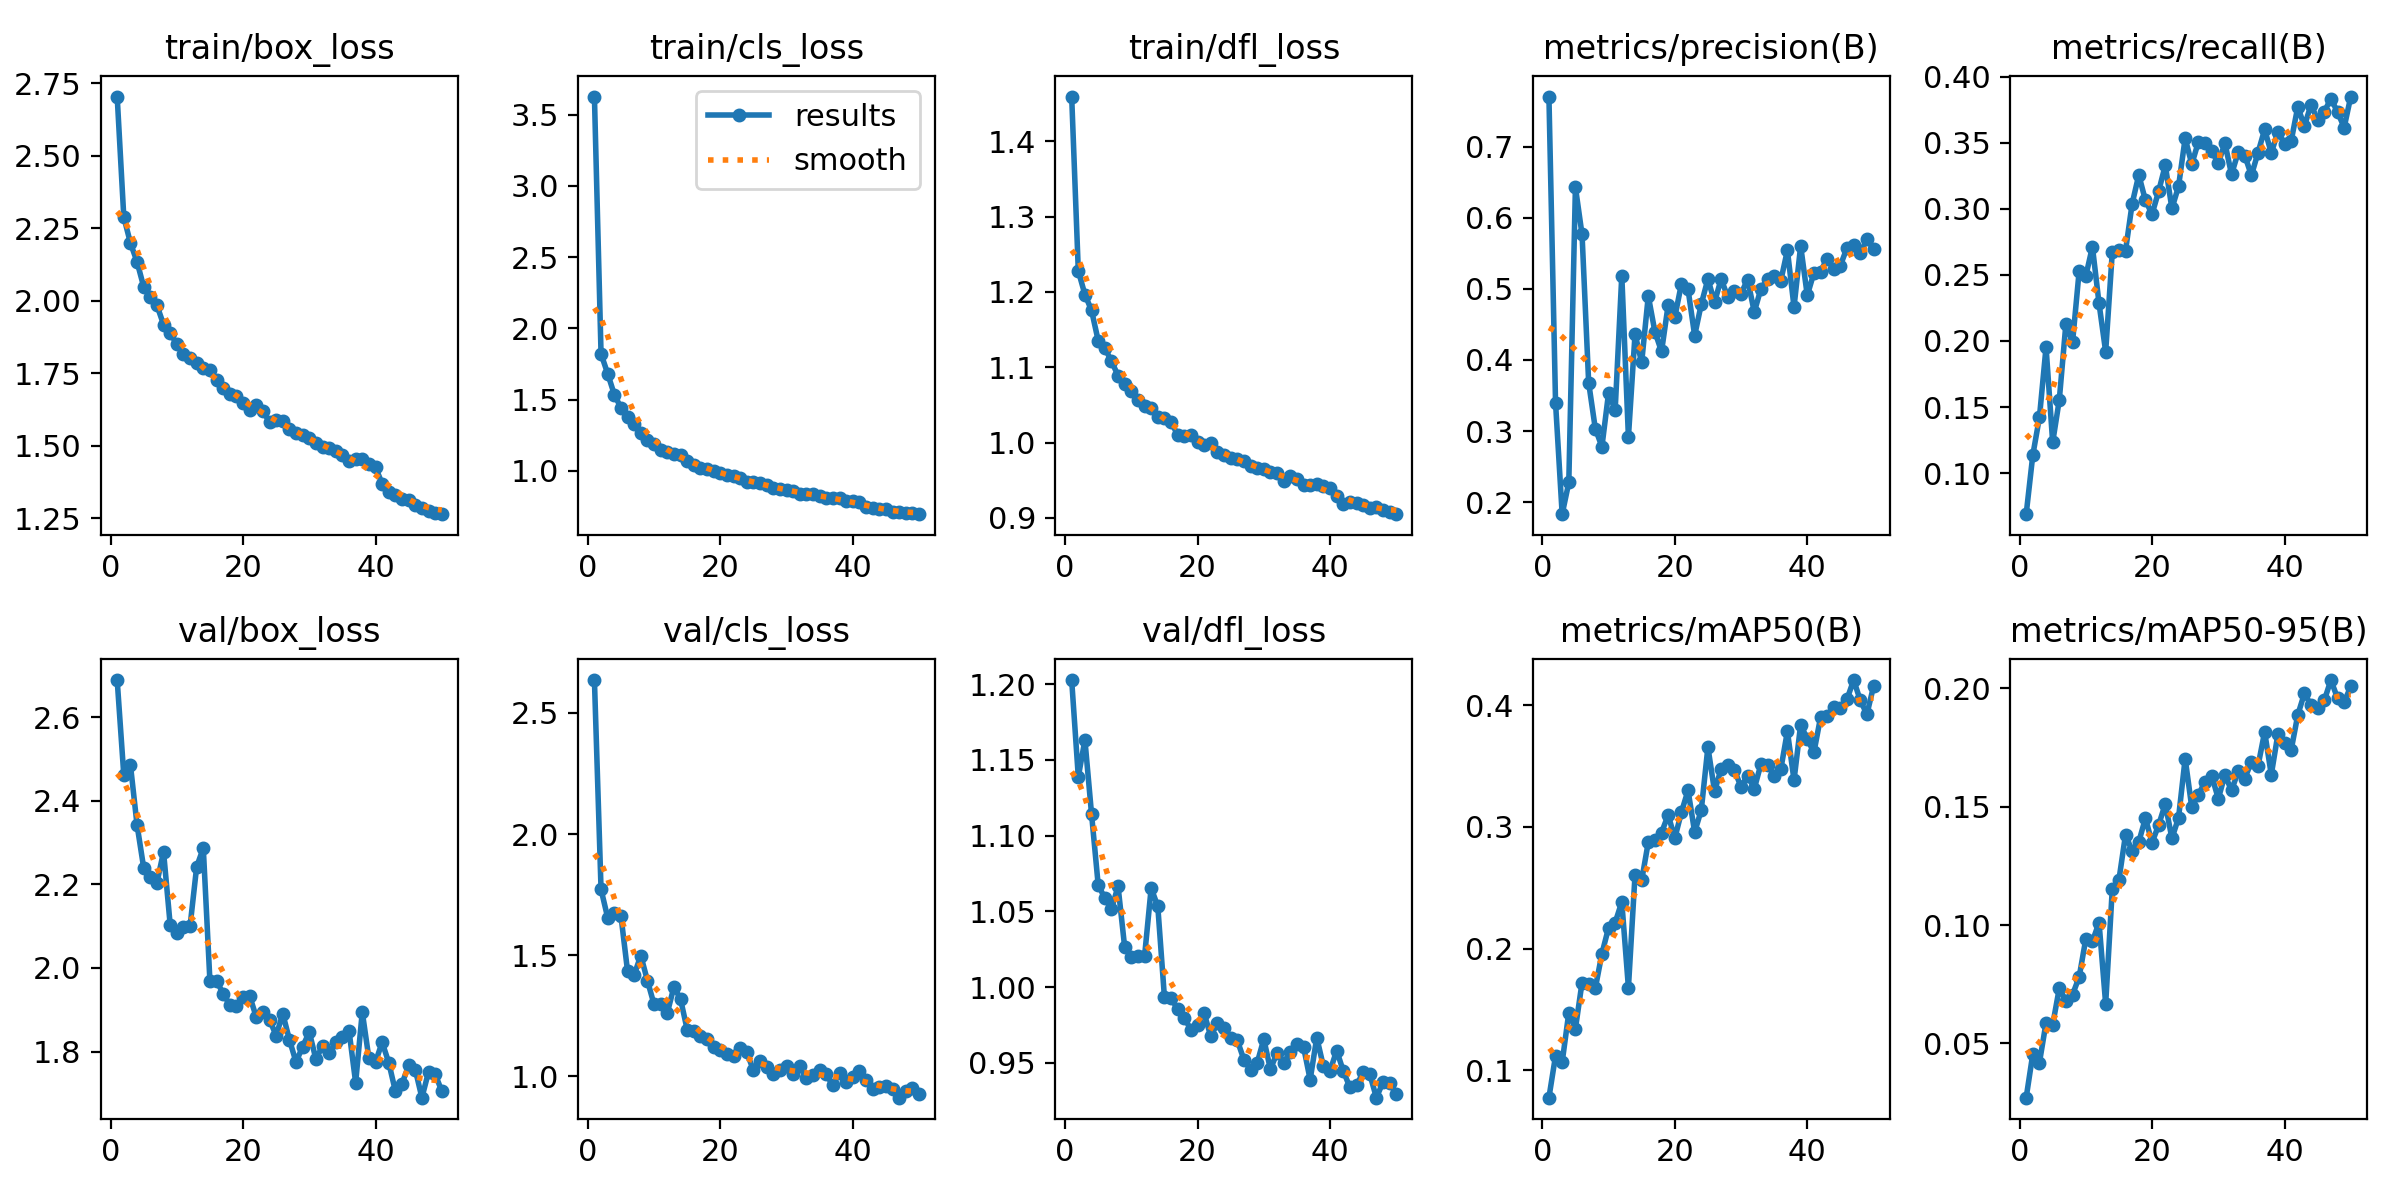 train/box_loss
train/cls_loss
train/dfl_loss
metrics/precision(B)
metrics/recall(B)
2.75
2.50
2.25
2.00
1.75
1.50
1.25
0 20 40
3.5
3.0
2.5
2.0
1.5
1.0
results
smooth
0 20 40
1.4
1.3
1.2
1.1
1.0
0.9
0 20 40
0.7
0.6
0.5
0.4
0.3
0.2
0 20 40
0.40
0.35
0.30
0.25
0.20
0.15
0.10
0 20 40
val/box_loss
val/cls_loss
val/dfl_loss
metrics/mAP50(B)
metrics/mAP50-95(B)
2.6
2.4
2.2
2.0
1.8
0 20 40
2.5
2.0
1.5
1.0
0 20 40
1.20
1.15
1.10
1.05
1.00
0.95
0 20 40
0.4
0.3
0.2
0.1
0 20 40
0.20
0.15
0.10
0.05
0 20 40